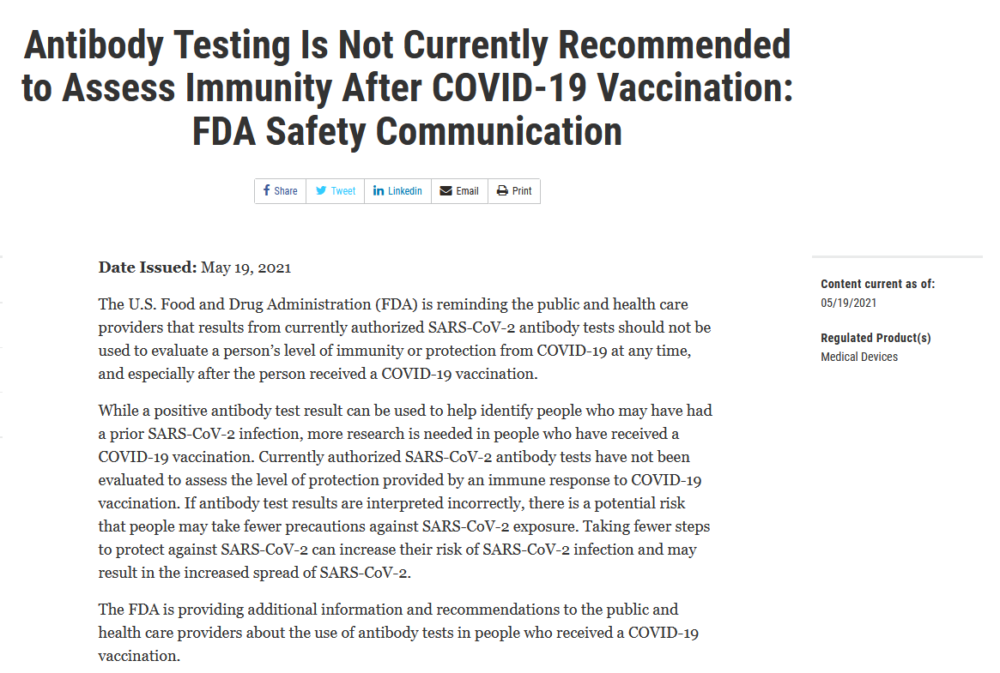 Antibody Testing Is Not Currently Recommended
to Assess Immunity After COVID-19 Vaccination:
FDA Safety Communication
Share Tweet Linkedin Email Print
Date Issued: May 19, 2021
The U.S. Food and Drug Administration (FDA) is reminding the public and health care
providers that results from currently authorized SARS-CoV-2 antibody tests should not be
used to evaluate a person’s level of immunity or protection from COVID-19 at any time,
and especially after the person received a COVID-19 vaccination.
While a positive antibody test result can be used to help identify people who may have had
a prior SARS-CoV-2 infection, more research is needed in people who have received a
COVID-19 vaccination. Currently authorized SARS-CoV-2 antibody tests have not been
evaluated to assess the level of protection provided by an immune response to COVID-19
vaccination. If antibody test results are interpreted incorrectly, there is a potential risk
that people may take fewer precautions against SARS-CoV-2 exposure. Taking fewer steps
to protect against SARS-CoV-2 can increase their risk of SARS-CoV-2 infection and may
result in the increased spread of SARS-CoV-2.
The FDA is providing additional information and recommendations to the public and
health care providers about the use of antibody tests in people who received a COVID-19
vaccination.
Content current as of:
05/19/2021
Regulated Product(s)
Medical Devices